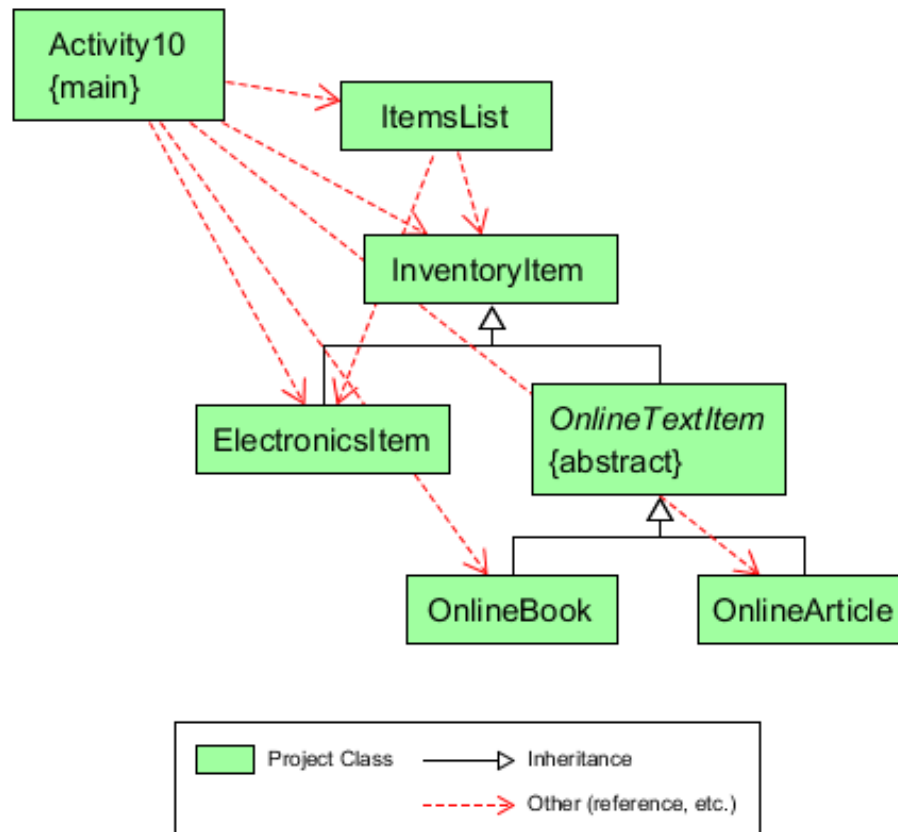 Activity10
{main}
ItemsList
InventoryItem
ElectronicsItem
OnlineTextItem
{abstract}
OnlineBook
OnlineArticle
Project Class
Inheritance
Other (reference, etc.)